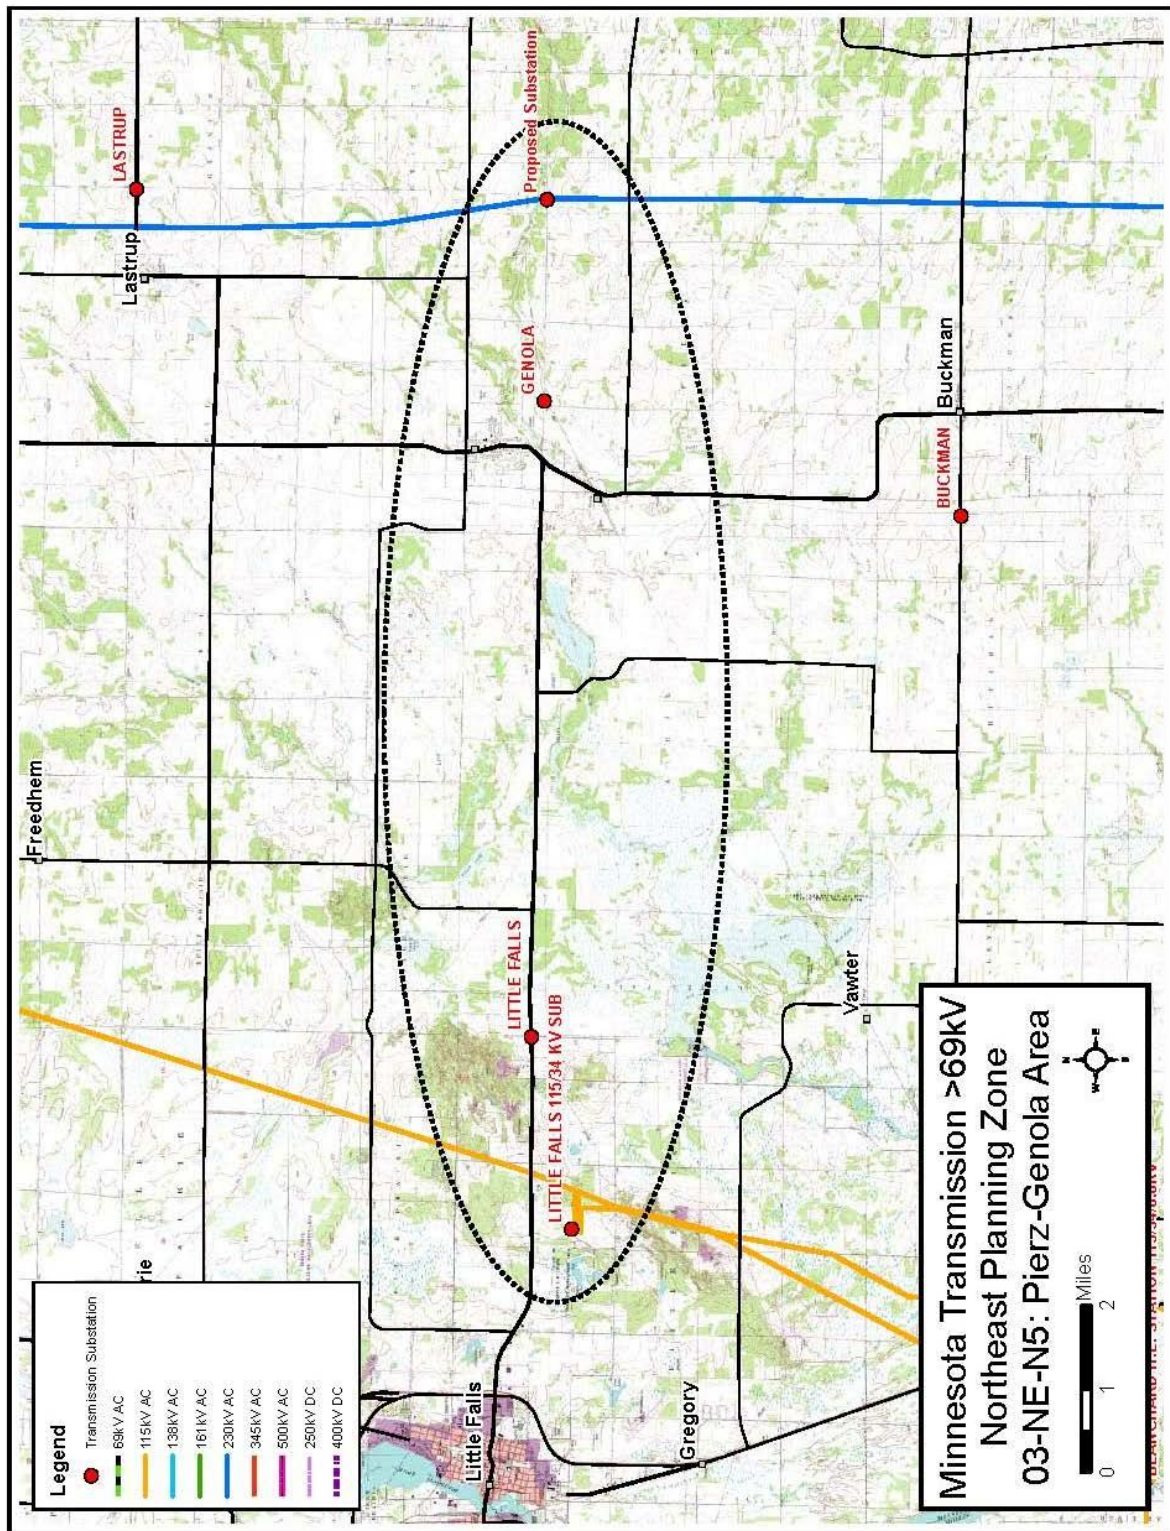 LASTRUP
Lastrup
Proposed Substation
GENOLA
Buckman
BUCKMAN
Freedhem
LITTLE FALLS
LITTLE FALLS 115/34 KV SUB
Vawter
rie
Little Falls
Gregory
Legend
Transmission Substation
69kV AC
115kV AC
138kV AC
161kV AC
230kV AC
345kV AC
500kV AC
250kV DC
400kV DC
Minnesota Transmission >69kV
Northeast Planning Zone
03-NE-N5: Pierz-Genola Area
0 1 2
Miles
N
W E
S